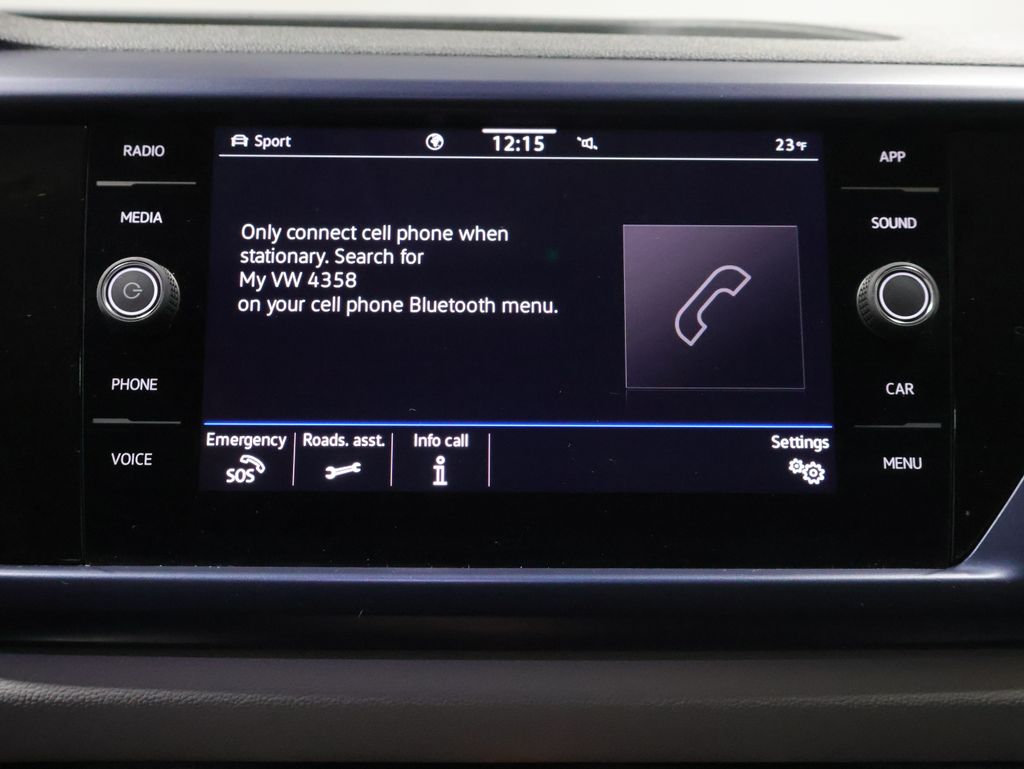 RADIO
MEDIA
PHONE
VOICE
Sport
12:15
23°F
Only connect cell phone when
stationary. Search for
My VW 4358
on your cell phone Bluetooth menu.
Emergency
SOS
Roads. asst.
Info call
Settings
APP
SOUND
CAR
MENU